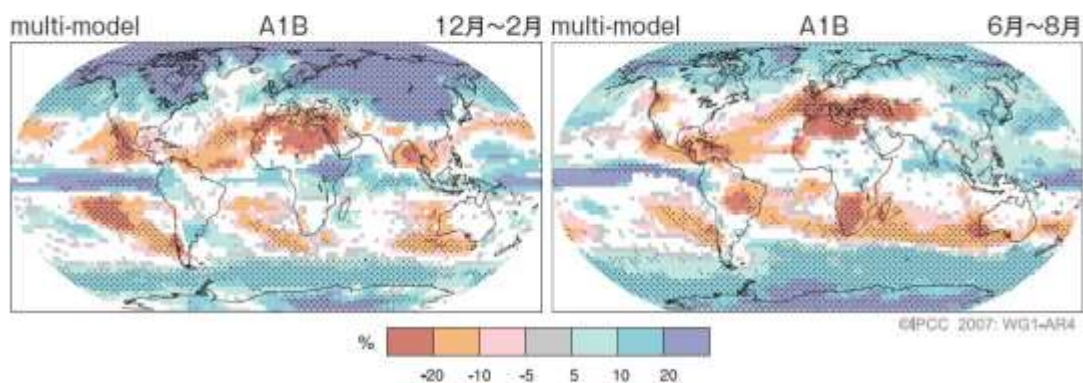 multi-model A1B 12月～2月
multi-model A1B 6月～8月
©IPCC 2007: WG1-AR4
%
-20 -10 -5 5 10 20